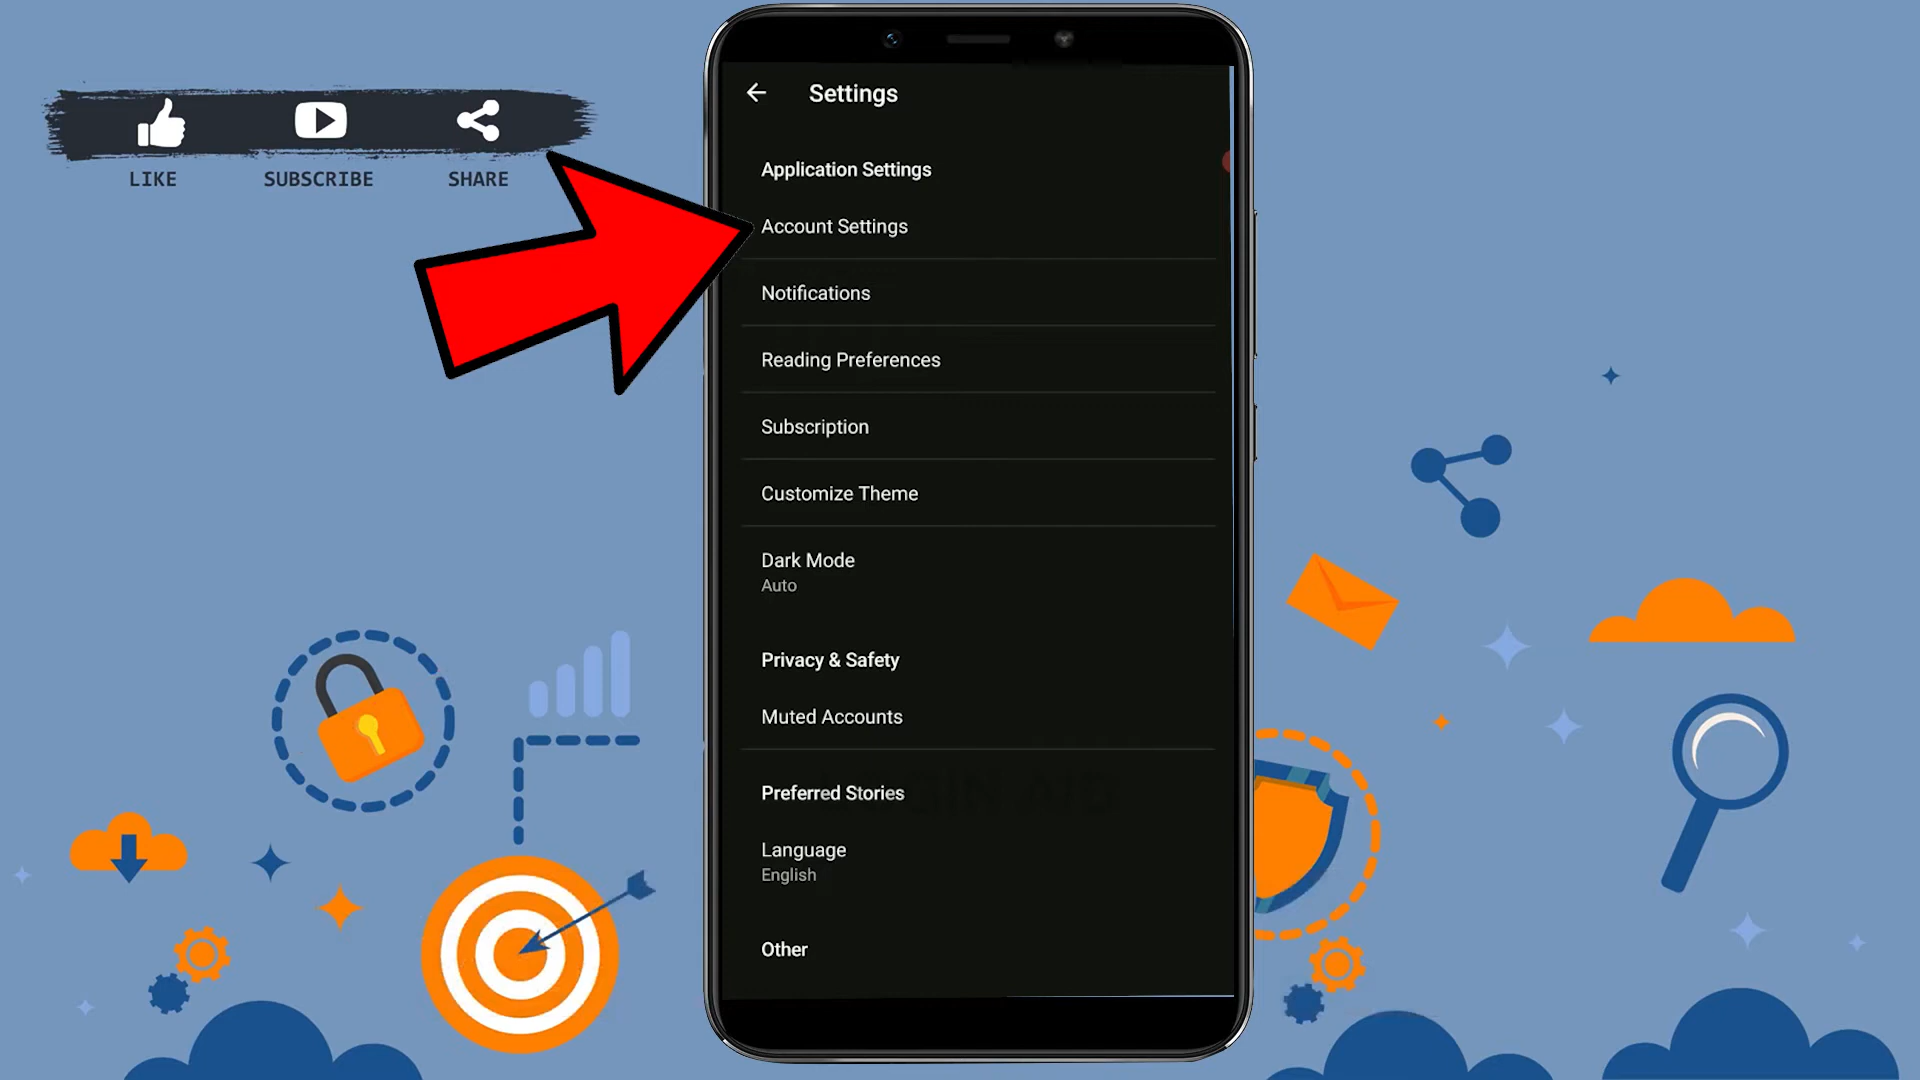 LIKE
SUBSCRIBE
SHARE
Settings
Application Settings
Account Settings
Notifications
Reading Preferences
Subscription
Customize Theme
Dark Mode
Auto
Privacy & Safety
Muted Accounts
Preferred Stories
Language
English
Other